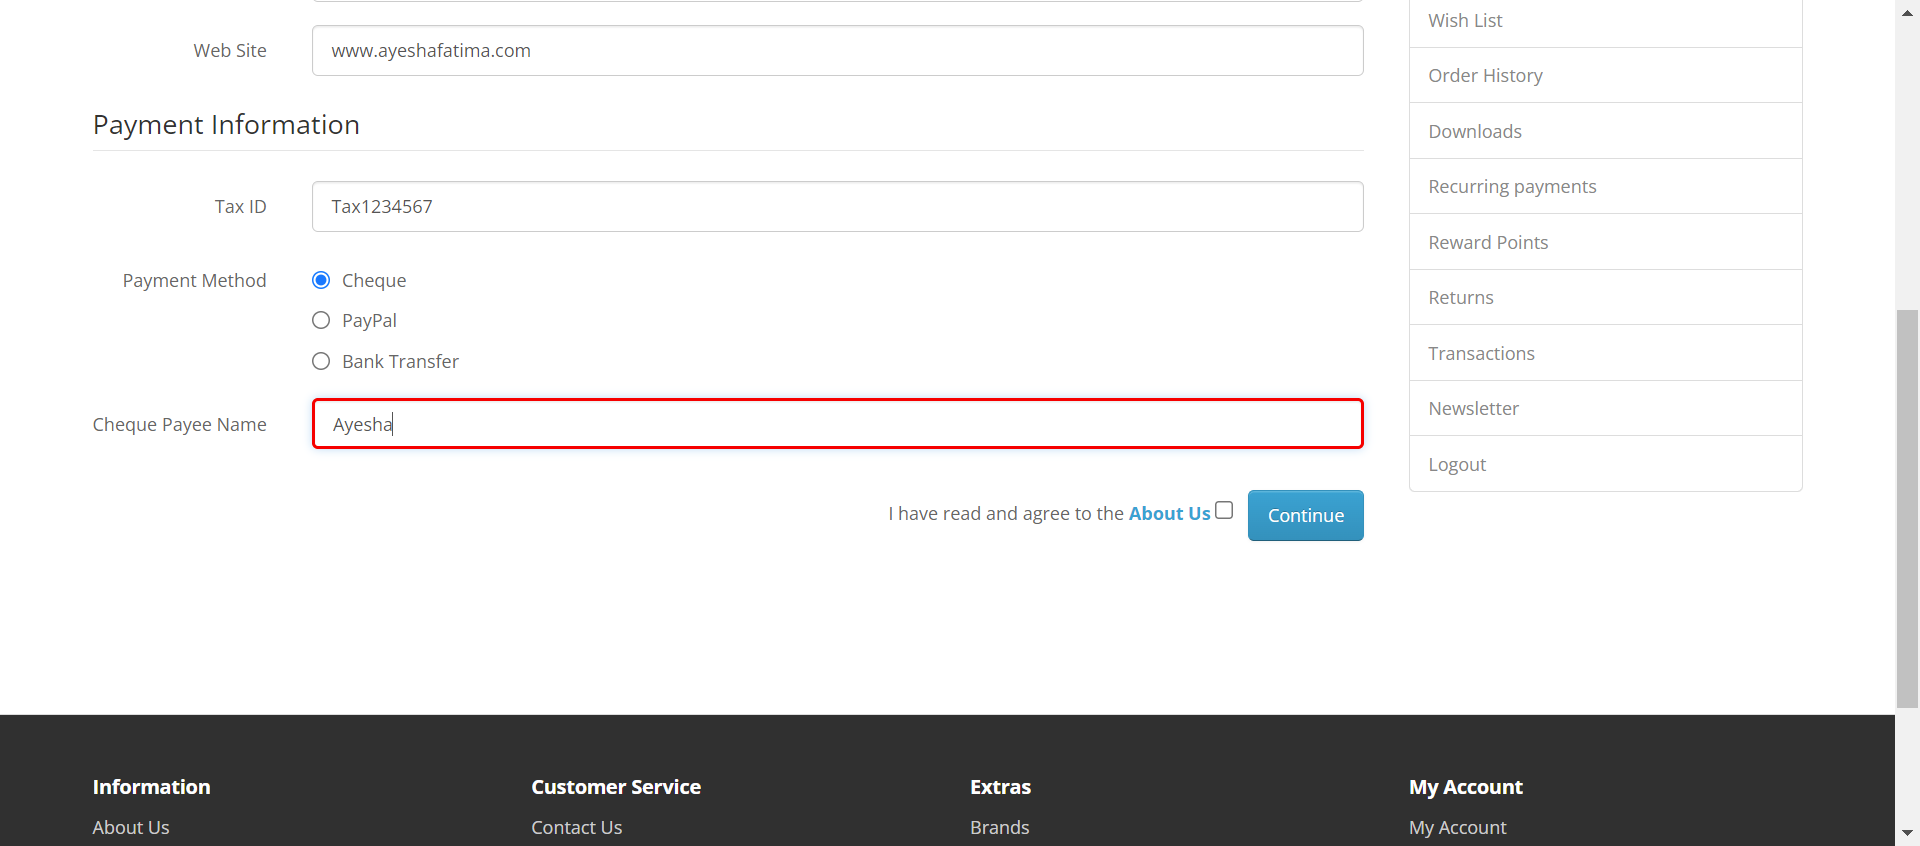 Web Site
www.ayeshafatima.com
Payment Information
Tax ID
Tax1234567
Payment Method
Cheque
PayPal
Bank Transfer
Cheque Payee Name
Ayesha
I have read and agree to the About Us
Continue
Wish List
Order History
Downloads
Recurring payments
Reward Points
Returns
Transactions
Newsletter
Logout
Information
About Us
Customer Service
Contact Us
Extras
Brands
My Account
My Account